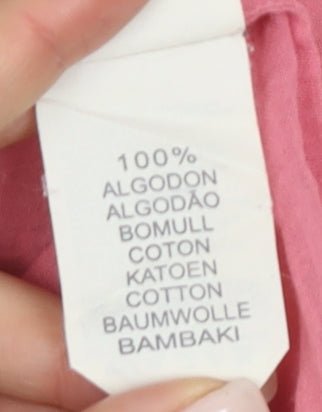 100%
ALGODON
ALGODÃO
BOMULL
COTON
KATOEN
COTTON
BAUMWOLLE
BAMBAKI